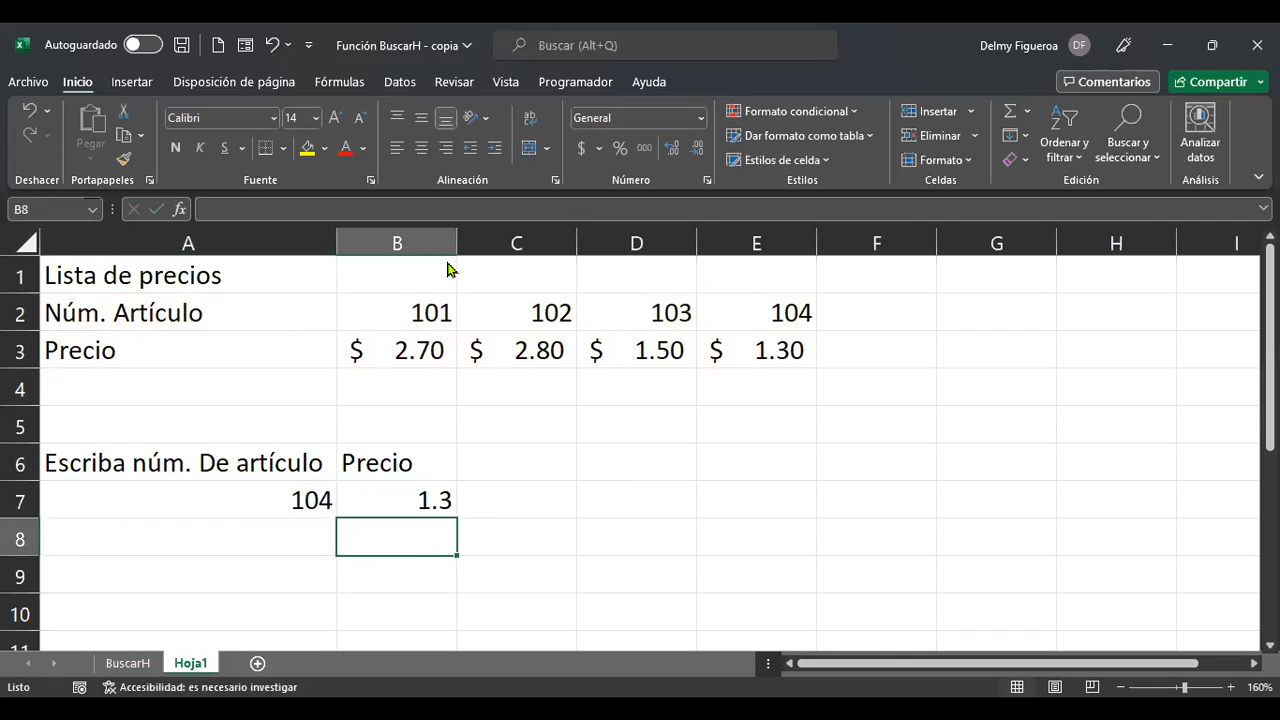 Autoguardado Función BuscarH - copia Buscar (Alt+Q) Delmy Figueroa DF
Archivo Inicio Insertar Disposición de página Fórmulas Datos Revisar Vista Programador Ayuda Comentarios Compartir
Pegar Calibri 14 General Formato condicional Insertar Ordenar y filtrar Buscar y seleccionar Analizar datos
N K S $ % 000 Dar formato como tabla Eliminar
Estilos de celda Formato
Deshacer Portapapeles Fuente Alineación Número Estilos Celdas Edición Análisis
B8 fx
A B C D E F G H I
1 Lista de precios
2 Núm. Artículo 101 102 103 104
3 Precio $ 2.70 $ 2.80 $ 1.50 $ 1.30
4
5
6 Escriba núm. De artículo Precio
7 104 1.3
8
9
10
11
BuscarH Hoja1
Listo Accesibilidad: es necesario investigar 160%